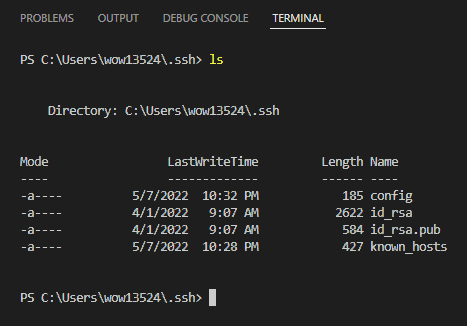 PROBLEMS OUTPUT DEBUG CONSOLE TERMINAL
PS C:\Users\wow13524\.ssh> ls
Directory: C:\Users\wow13524\.ssh
Mode LastWriteTime Length Name
---- ------------- ------ ----
-a---- 5/7/2022 10:32 PM 185 config
-a---- 4/1/2022 9:07 AM 2622 id_rsa
-a---- 4/1/2022 9:07 AM 584 id_rsa.pub
-a---- 5/7/2022 10:28 PM 427 known_hosts
PS C:\Users\wow13524\.ssh>